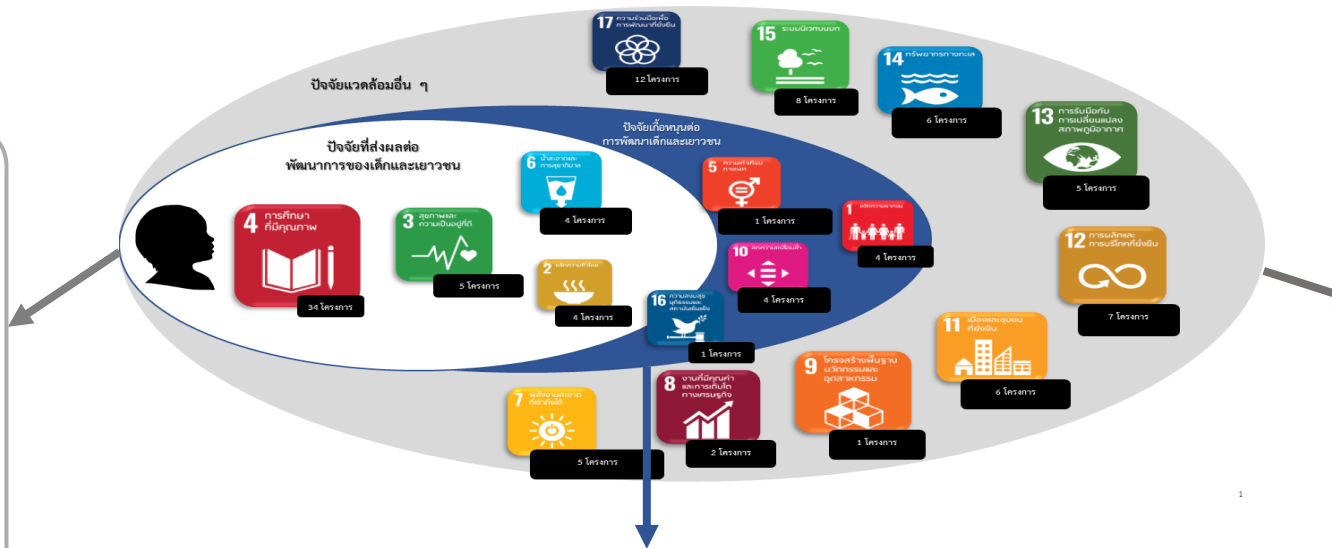 17 ความร่วมมือเพื่อ
การพัฒนาที่ยั่งยืน
12 โครงการ
15 ระบบนิเวศบนบก
8 โครงการ
14 ทรัพยากรทางทะเล
6 โครงการ
ปัจจัยแวดล้อมอื่น ๆ
13 การรับมือกับ
การเปลี่ยนแปลง
สภาพภูมิอากาศ
5 โครงการ
ปัจจัยเกื้อหนุนต่อ
การพัฒนาเด็กและเยาวชน
ปัจจัยที่ส่งผลต่อ
พัฒนาการของเด็กและเยาวชน
6 น้ำสะอาดและ
การสุขาภิบาล
4 โครงการ
5 ความเท่าเทียม
ทางเพศ
1 โครงการ
4 การศึกษา
ที่มีคุณภาพ
34 โครงการ
3 สุขภาพและ
ความเป็นอยู่ที่ดี
5 โครงการ
1 ขจัดความยากจน
4 โครงการ
12 การผลิตและ
การบริโภคที่ยั่งยืน
7 โครงการ
10 ลดความเหลื่อมล้ำ
4 โครงการ
2 ขจัดความหิวโหย
4 โครงการ
16 ความสงบสุข
ยุติธรรมและ
สถาบันเข้มแข็ง
1 โครงการ
11 เมืองและชุมชน
ที่ยั่งยืน
6 โครงการ
9 โครงสร้างพื้นฐาน
นวัตกรรมและ
อุตสาหกรรม
1 โครงการ
8 งานที่มีคุณค่า
และการเติบโต
ทางเศรษฐกิจ
2 โครงการ
7 พลังงานสะอาด
ที่เข้าถึงได้
5 โครงการ
1